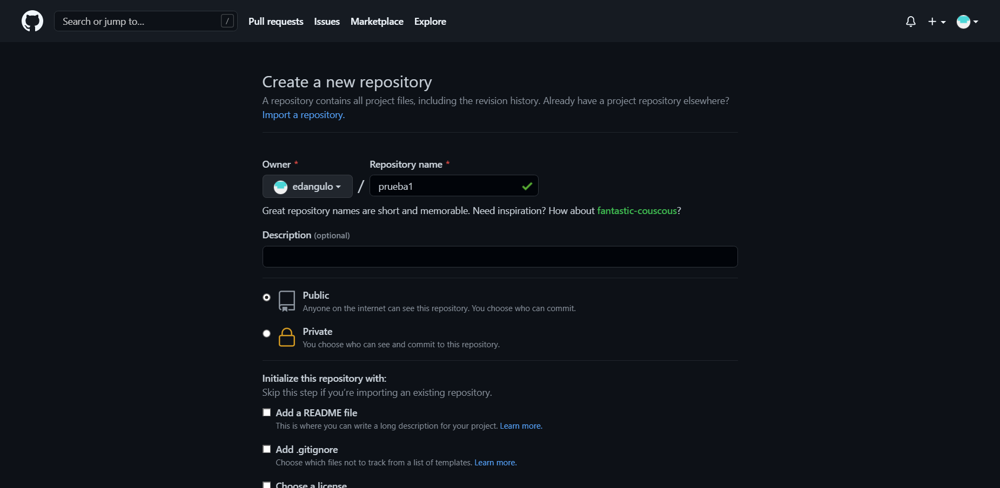 Search or jump to... /
Pull requests Issues Marketplace Explore
Create a new repository
A repository contains all project files, including the revision history. Already have a project repository elsewhere?
Import a repository.
Owner * Repository name *
edangulo / prueba1
Great repository names are short and memorable. Need inspiration? How about fantastic-couscous?
Description (optional)
Public
Anyone on the internet can see this repository. You choose who can commit.
Private
You choose who can see and commit to this repository.
Initialize this repository with:
Skip this step if you’re importing an existing repository.
Add a README file
This is where you can write a long description for your project. Learn more.
Add .gitignore
Choose which files not to track from a list of templates. Learn more.
Choose a license